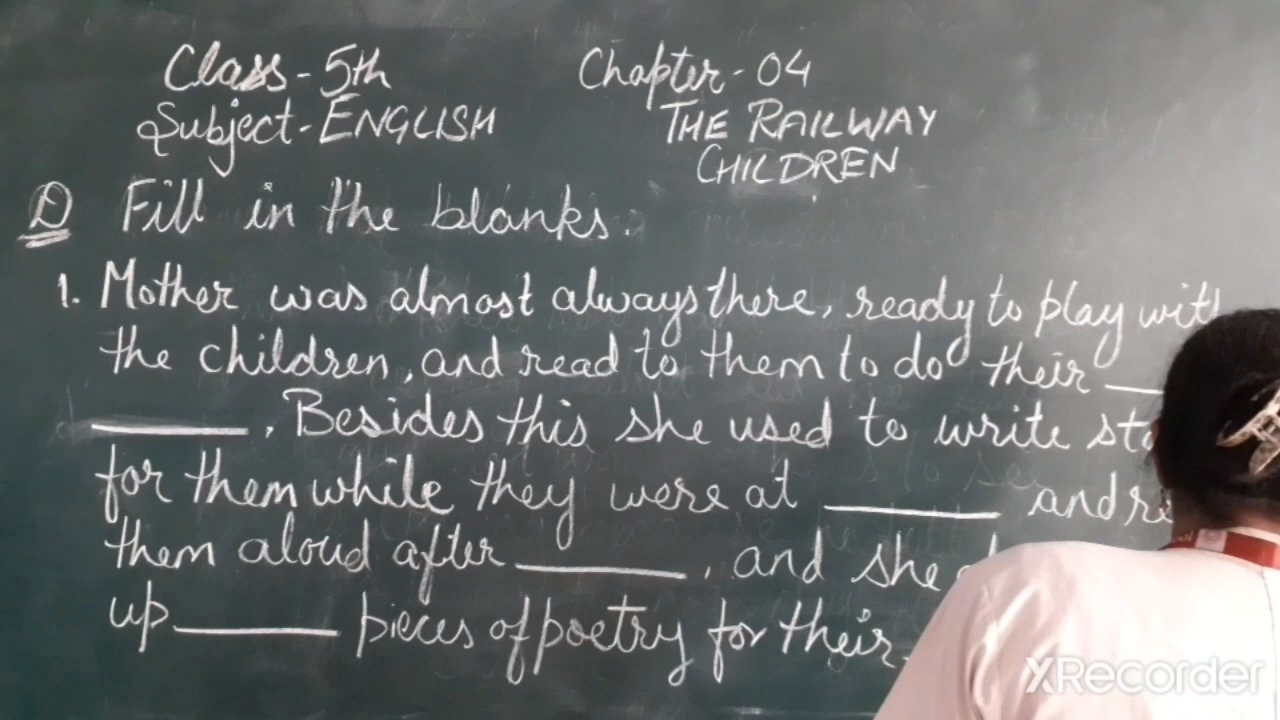 Class - 5th
Chapter - 04
Subject - ENGLISH
THE RAILWAY
CHILDREN
D Fill in the blanks.
1. Mother was almost always there, ready to play with
the children, and read to them to do their ____
____. Besides this she used to write sto
for them while they were at ____ and re
them aloud after ____, and she
up ____ pieces of poetry for their
XRecorder